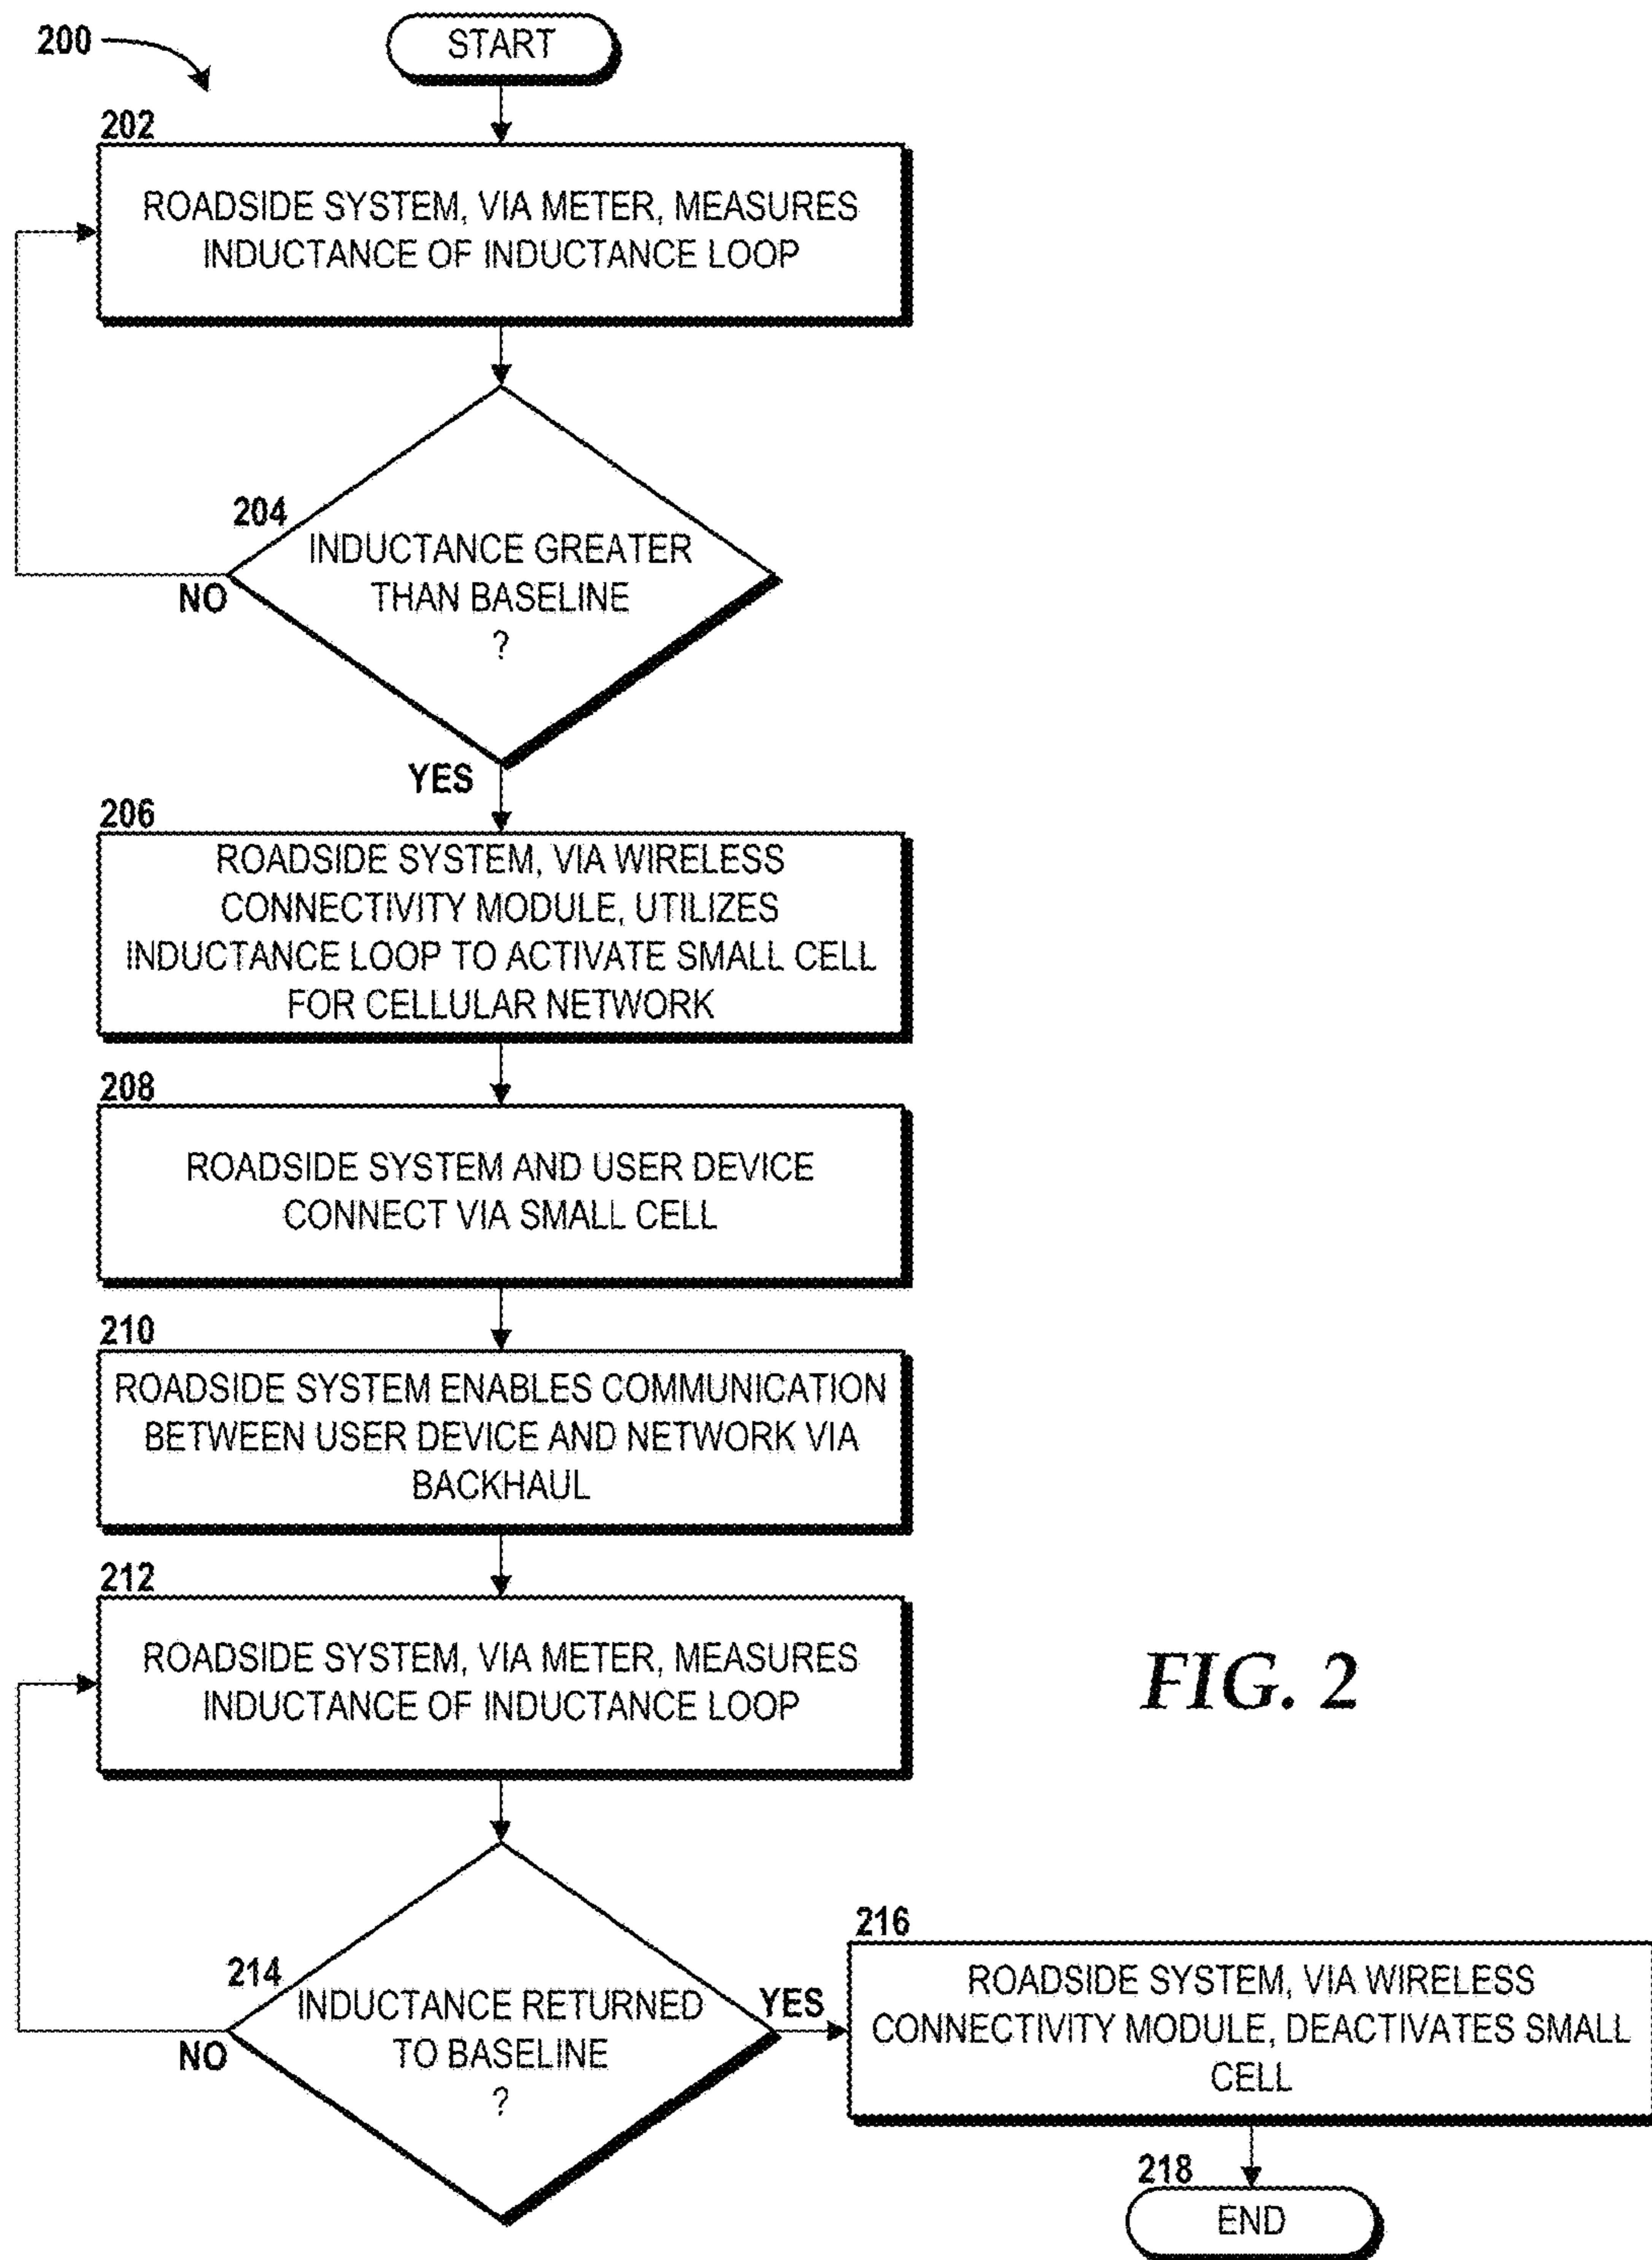 200
START
202
ROADSIDE SYSTEM, VIA METER, MEASURES
INDUCTANCE OF INDUCTANCE LOOP
204
INDUCTANCE GREATER
THAN BASELINE
?
NO
YES
206
ROADSIDE SYSTEM, VIA WIRELESS
CONNECTIVITY MODULE, UTILIZES
INDUCTANCE LOOP TO ACTIVATE SMALL CELL
FOR CELLULAR NETWORK
208
ROADSIDE SYSTEM AND USER DEVICE
CONNECT VIA SMALL CELL
210
ROADSIDE SYSTEM ENABLES COMMUNICATION
BETWEEN USER DEVICE AND NETWORK VIA
BACKHAUL
212
ROADSIDE SYSTEM, VIA METER, MEASURES
INDUCTANCE OF INDUCTANCE LOOP
FIG. 2
214
INDUCTANCE RETURNED
TO BASELINE
?
NO
YES
216
ROADSIDE SYSTEM, VIA WIRELESS
CONNECTIVITY MODULE, DEACTIVATES SMALL
CELL
218
END